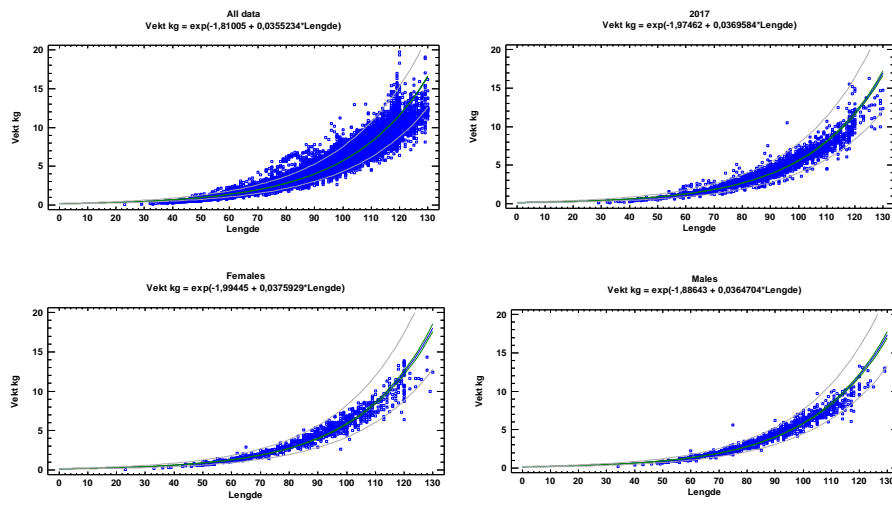 All data
Vekt kg = exp(-1,81005 + 0,0355234*Lengde)
20
15
10
5
0
Vekt kg
0 10 20 30 40 50 60 70 80 90 100 110 120 130
Lengde
2017
Vekt kg = exp(-1,97462 + 0,0369584*Lengde)
20
15
10
5
0
Vekt kg
0 10 20 30 40 50 60 70 80 90 100 110 120 130
Lengde
Females
Vekt kg = exp(-1,99445 + 0,0375929*Lengde)
20
15
10
5
0
Vekt kg
0 10 20 30 40 50 60 70 80 90 100 110 120 130
Lengde
Males
Vekt kg = exp(-1,88643 + 0,0364704*Lengde)
20
15
10
5
0
Vekt kg
0 10 20 30 40 50 60 70 80 90 100 110 120 130
Lengde